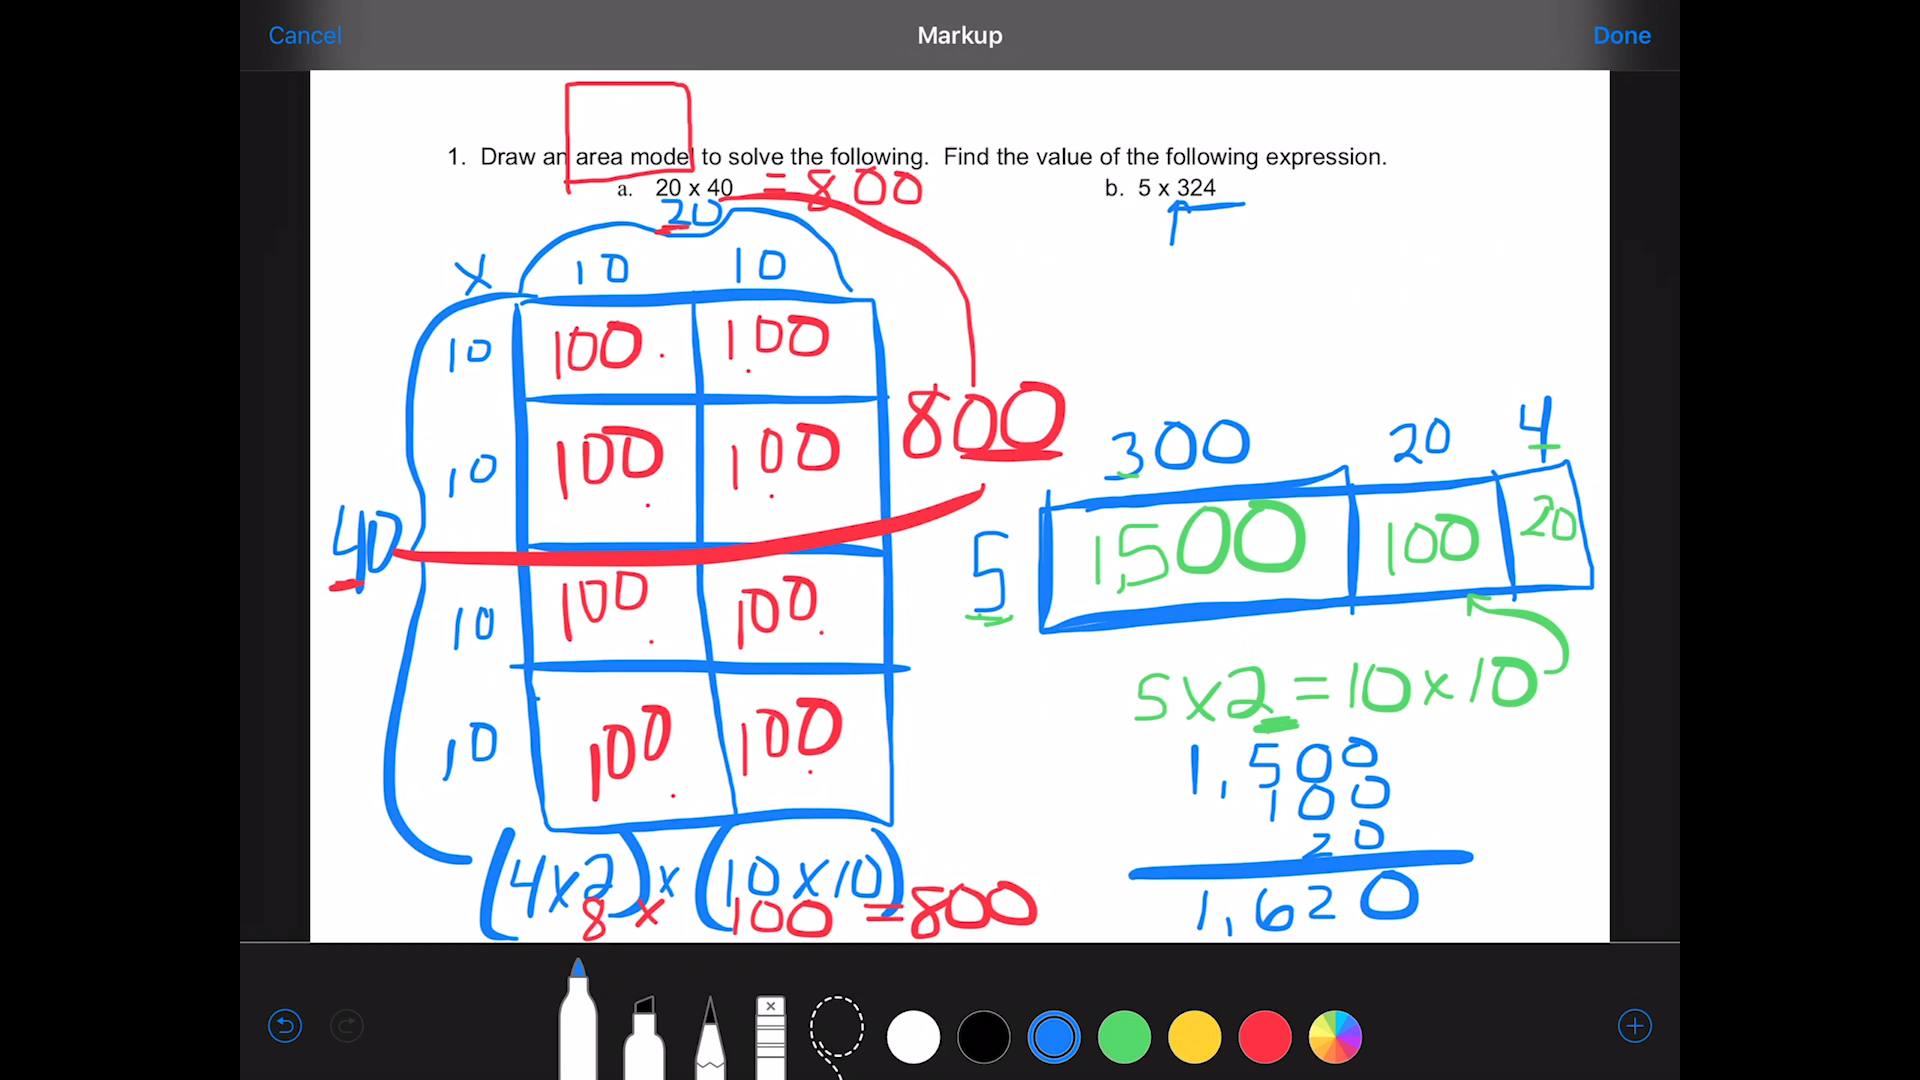 Cancel
Markup
Done
1. Draw an area model to solve the following. Find the value of the following expression.
a. 20 x 40 = 800
b. 5 x 324
20
x 10 10
10 100 100
10 100 100
800
40
10 100 100
10 100 100
(4x2) x (10x10)
8 x 100 = 800
300 20 4
5 1,500 100 20
5x2=10x10
1,500
100
20
1,620